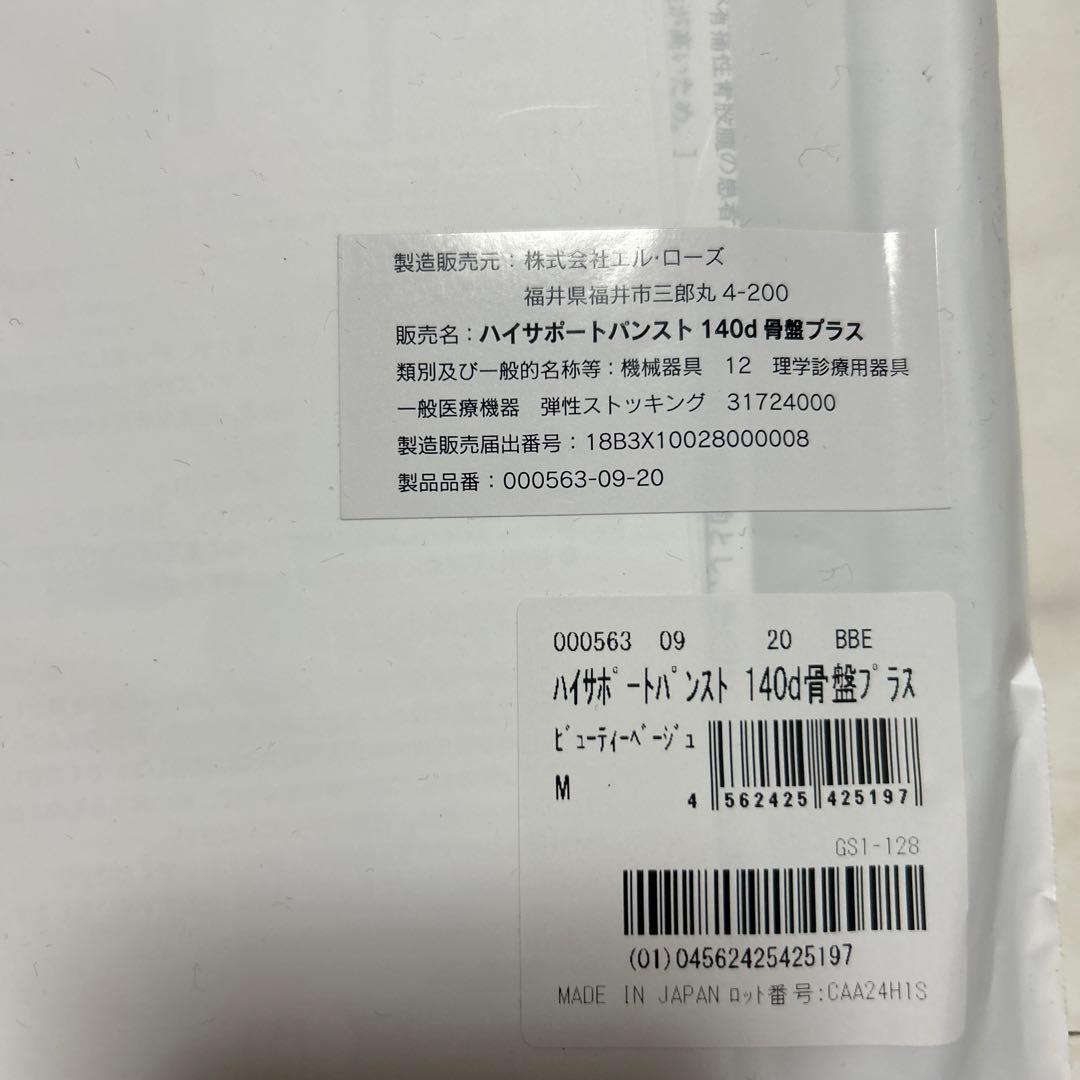 製造販売元：株式会社エル・ローズ
福井県福井市三郎丸 4-200
販売名：ハイサポートパンスト 140d 骨盤プラス
類別及び一般的名称等：機械器具　12　理学診療用器具
一般医療機器　弾性ストッキング　31724000
製造販売届出番号：18B3X10028000008
製品品番：000563-09-20
000563 09 20 BBE
ﾊｲｻﾎﾟｰﾄﾊﾟﾝｽﾄ 140d骨盤ﾌﾟﾗｽ
ﾋﾞｭｰﾃｨｰﾍﾞｰｼﾞｭ
M
4 562425 425197
GS1-128
(01)04562425425197
MADE IN JAPAN ﾛｯﾄ番号:CAA24H1S